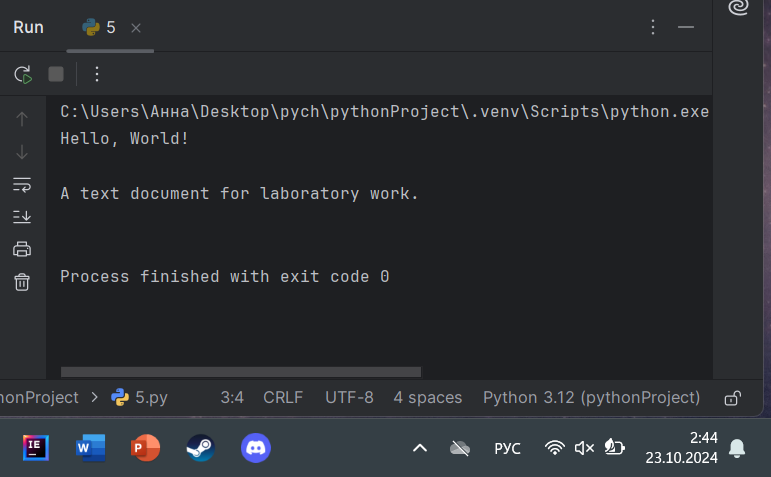 Run
5
C:\Users\Анна\Desktop\pych\pythonProject\.venv\Scripts\python.exe
Hello, World!
A text document for laboratory work.
Process finished with exit code 0
honProject > 5.py 3:4 CRLF UTF-8 4 spaces Python 3.12 (pythonProject)
IE W P РУС 2:44
23.10.2024